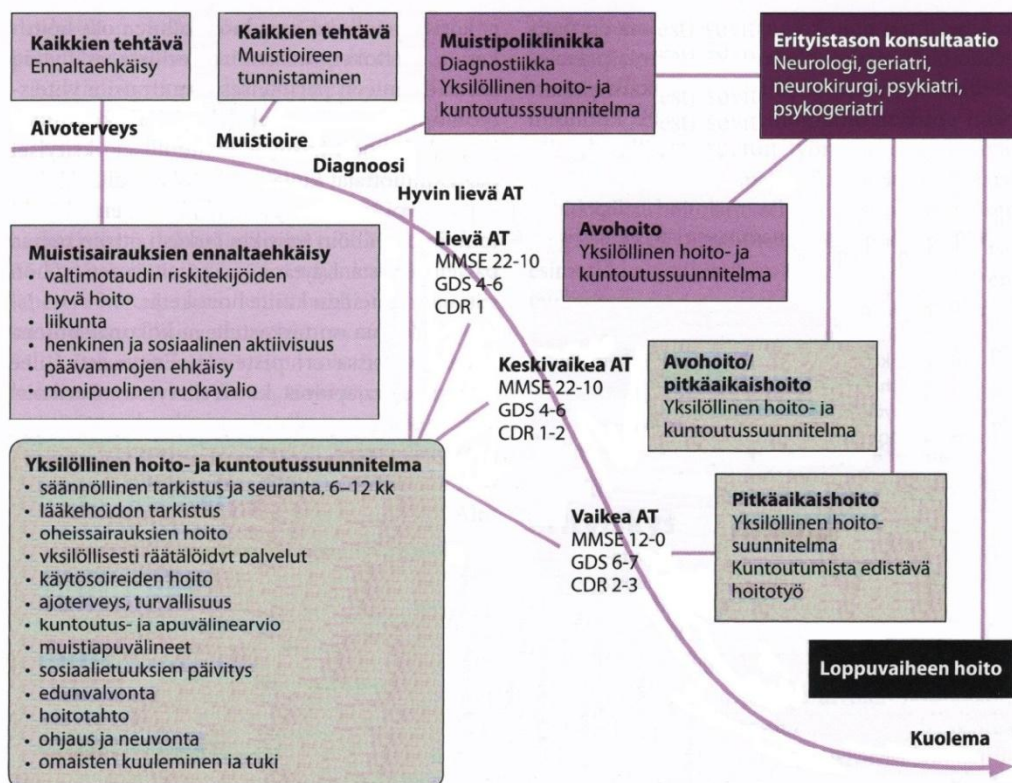 Kaikkien tehtävä
Ennaltaehkäisy
Kaikkien tehtävä
Muistioireen
tunnistaminen
Muistipoliklinikka
Diagnostiikka
Yksilöllinen hoito- ja
kuntoutusssuunnitelma
Erityistason konsultaatio
Neurologi, geriatri,
neurokirurgi, psykiatri,
psykogeriatri
Aivoterveys
Muistioire
Diagnoosi
Hyvin lievä AT
Lievä AT
MMSE 22-10
GDS 4-6
CDR 1
Avohoito
Yksilöllinen hoito- ja
kuntoutussuunnitelma
Muistisairauksien ennaltaehkäisy
• valtimotaudin riskitekijöiden
hyvä hoito
• liikunta
• henkinen ja sosiaalinen aktiivisuus
• päävammojen ehkäisy
• monipuolinen ruokavalio
Keskivaikea AT
MMSE 22-10
GDS 4-6
CDR 1-2
Avohoito/
pitkäaikaishoito
Yksilöllinen hoito- ja
kuntoutussuunnitelma
Yksilöllinen hoito- ja kuntoutussuunnitelma
• säännöllinen tarkistus ja seuranta, 6–12 kk
• lääkehoidon tarkistus
• oheissairauksien hoito
• yksilöllisesti räätälöidyt palvelut
• käytösoireiden hoito
• ajoterveys, turvallisuus
• kuntoutus- ja apuvälinearvio
• muistiapuvälineet
• sosiaalietuuksien päivitys
• edunvalvonta
• hoitotahto
• ohjaus ja neuvonta
• omaisten kuuleminen ja tuki
Vaikea AT
MMSE 12-0
GDS 6-7
CDR 2-3
Pitkäaikaishoito
Yksilöllinen hoito-
suunnitelma
Kuntoutumista edistävä
hoitotyö
Loppuvaiheen hoito
Kuolema